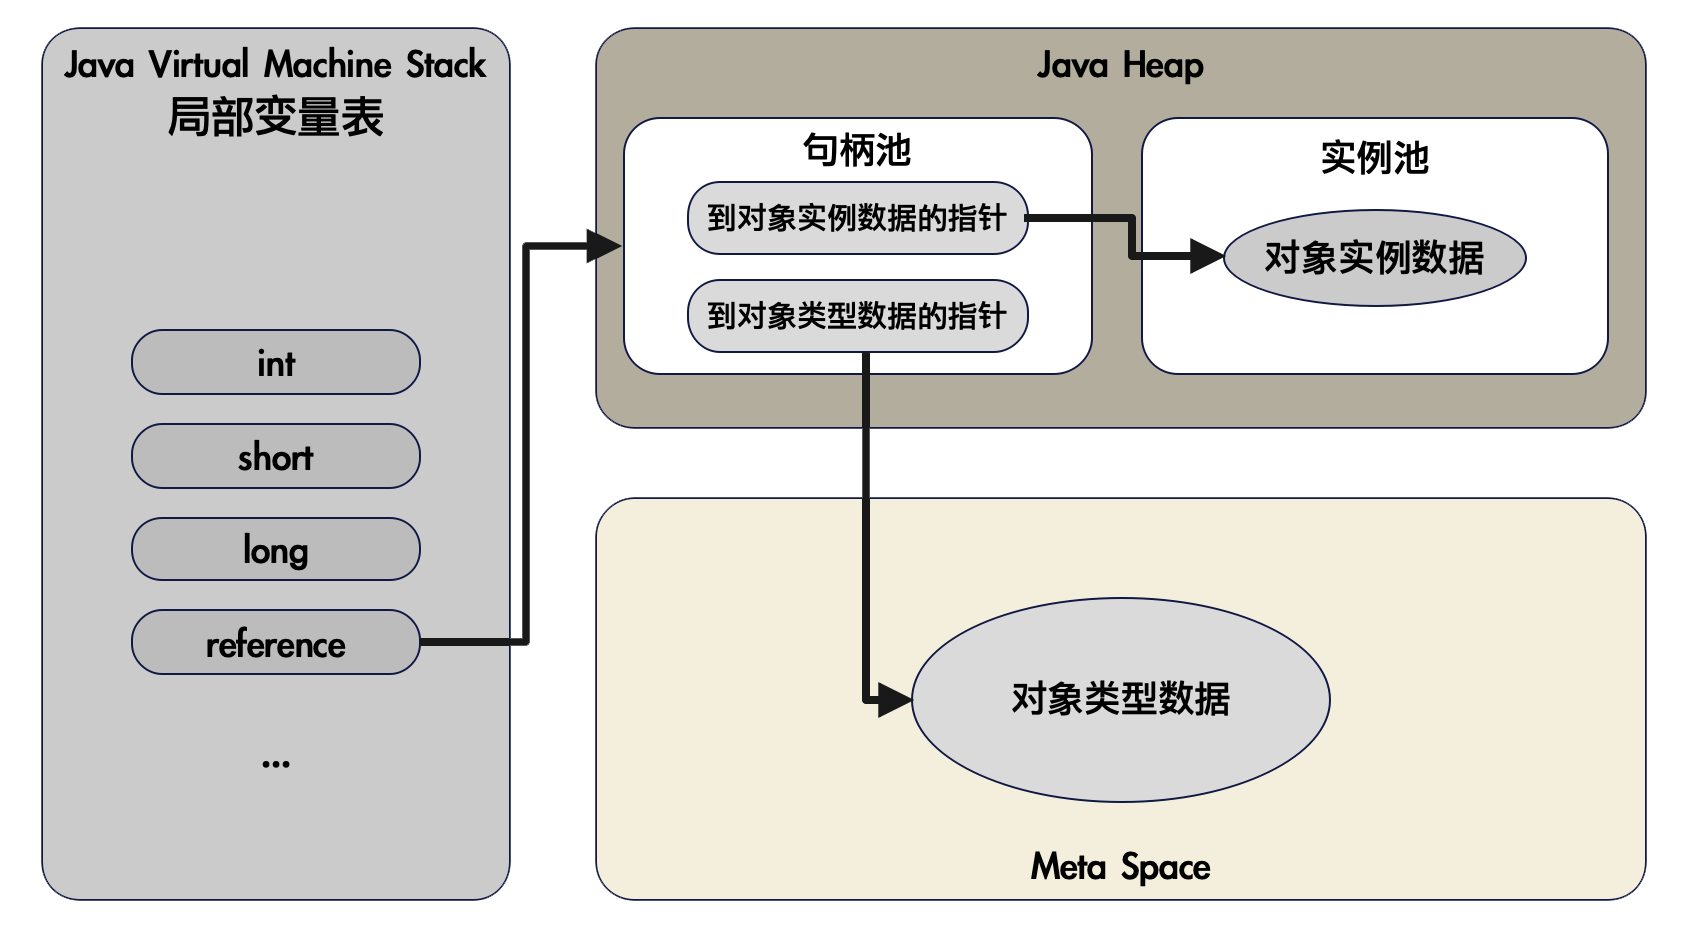 Java Virtual Machine Stack
局部变量表
int
short
long
reference
...
Java Heap
句柄池
到对象实例数据的指针
到对象类型数据的指针
实例池
对象实例数据
对象类型数据
Meta Space